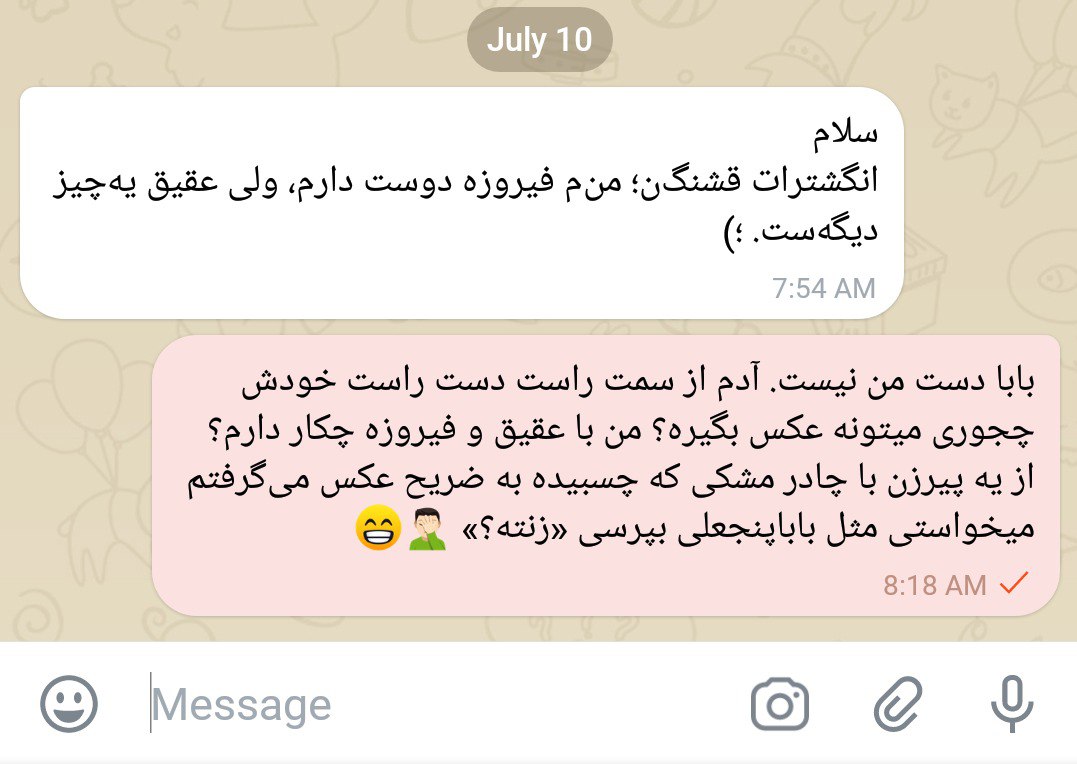 July 10
سلام
انگشترات قشنگ‌ن؛ من‌م فیروزه دوست دارم، ولی عقیق یه‌چیز
دیگه‌ست. ؛)
7:54 AM
بابا دست من نیست. آدم از سمت راست دست راست خودش
چجوری میتونه عکس بگیره؟ من با عقیق و فیروزه چکار دارم؟
از یه پیرزن با چادر مشکی که چسبیده به ضریح عکس می‌گرفتم
میخواستی مثل باباپنجعلی بپرسی «زنته؟» 🤦🏻‍♂️😁
8:18 AM
Message